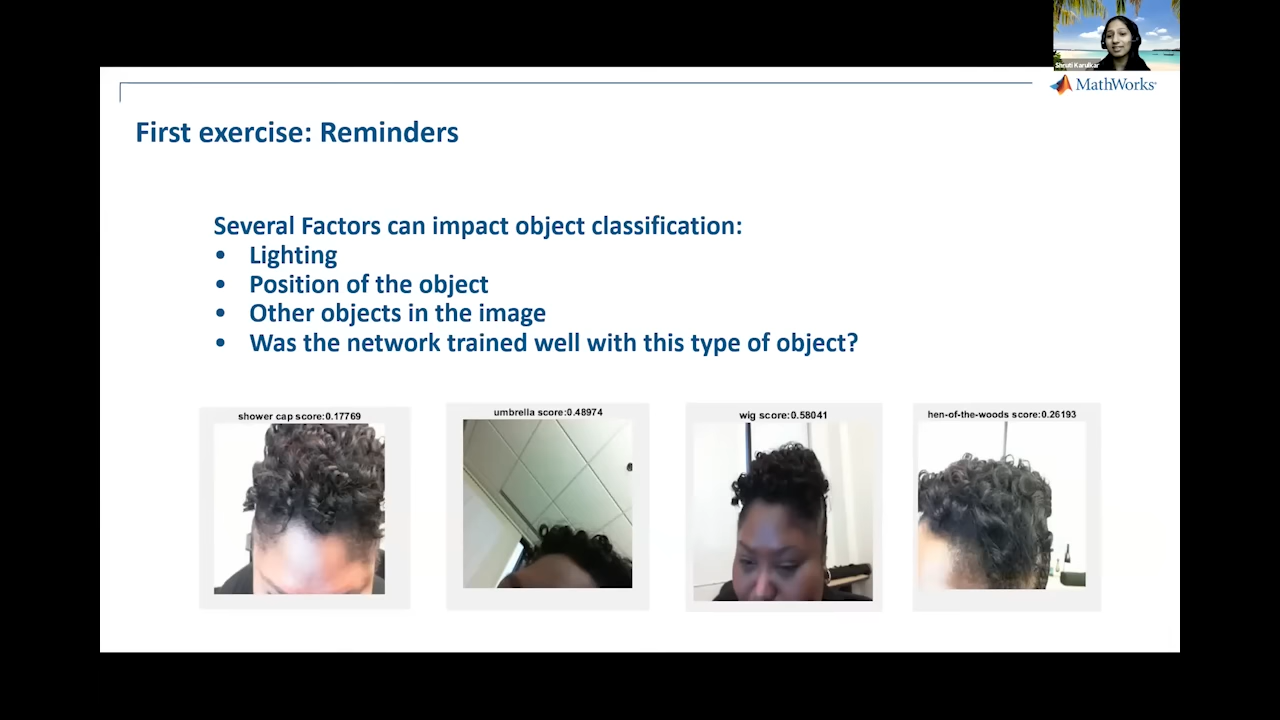 Shruti Karulkar
MathWorks
First exercise: Reminders
Several Factors can impact object classification:
• Lighting
• Position of the object
• Other objects in the image
• Was the network trained well with this type of object?
shower cap score:0.17769
umbrella score:0.48974
wig score:0.58041
hen-of-the-woods score:0.26193